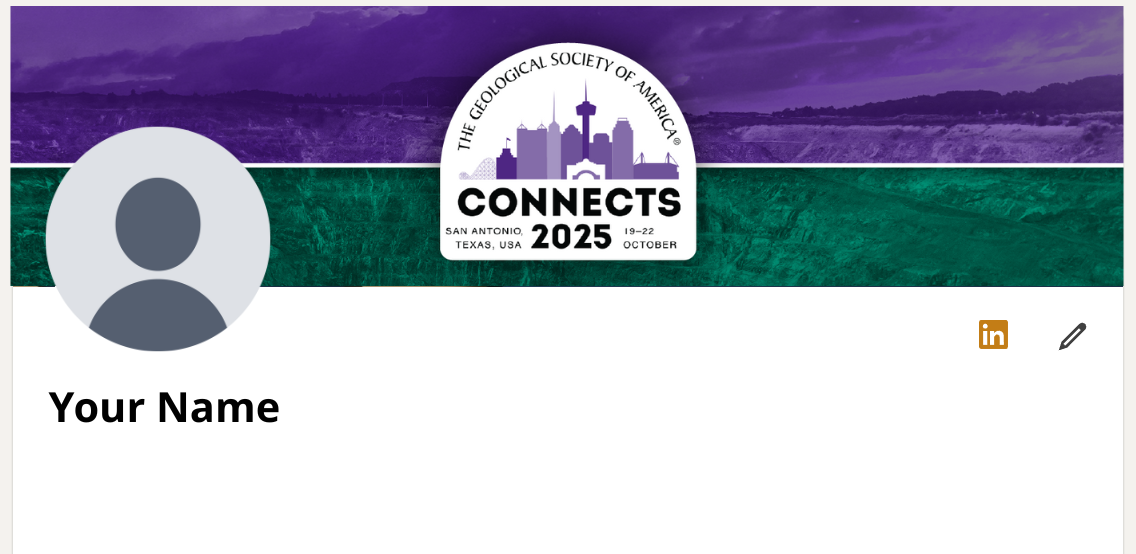 THE GEOLOGICAL SOCIETY OF AMERICA®
CONNECTS
SAN ANTONIO, TEXAS, USA
2025
19–22 OCTOBER
in
Your Name